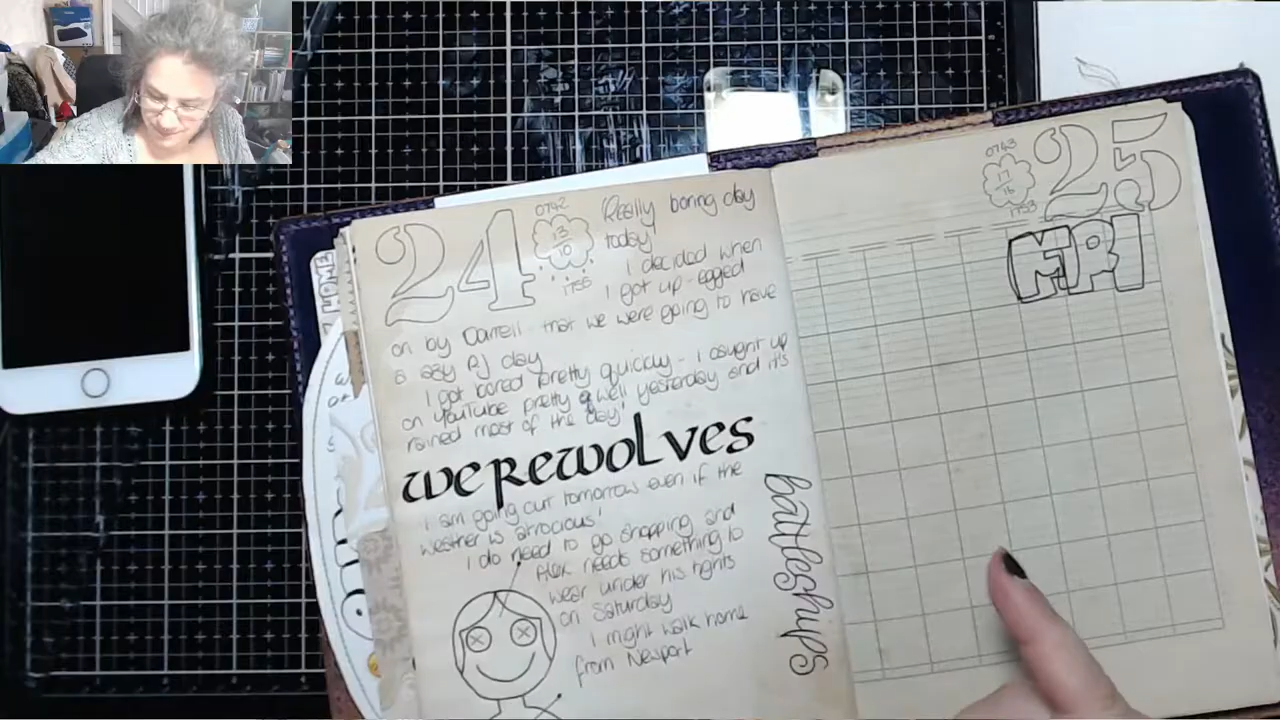 24
0742
13
10
1755
Really boring day
today!
I decided when
I got up - egged
on by Darrell that we were going to have
a lazy PJ day
I got bored pretty quickly - I caught up
on YouTube pretty well yesterday and it's
rained most of the day!
werewolves
I am going out tomorrow even if the
weather is atrocious!
I do need to go shopping and
Alex needs something to
wear under his tights
on Saturday
I might walk home
from Newport
battleships
25
0743
17
16
1753
FRI